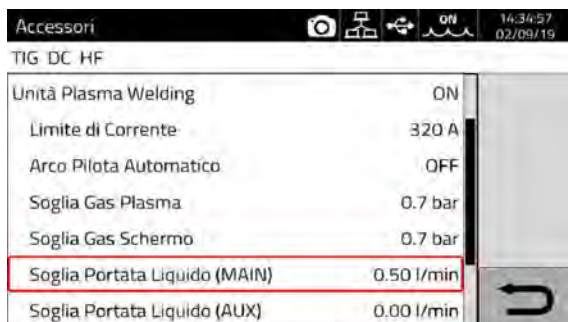 Accessori ON 14:34:57
02/09/19
TIG DC HF
Unità Plasma Welding ON
Limite di Corrente 320 A
Arco Pilota Automatico OFF
Soglia Gas Plasma 0.7 bar
Soglia Gas Schermo 0.7 bar
Soglia Portata Liquido (MAIN) 0.50 l/min
Soglia Portata Liquido (AUX) 0.00 l/min